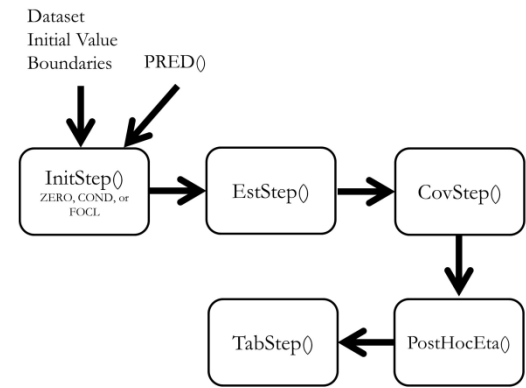 Dataset
Initial Value
Boundaries
PRED()
InitStep()
ZERO, COND, or
FOCL
EstStep()
CovStep()
TabStep()
PostHocEta()